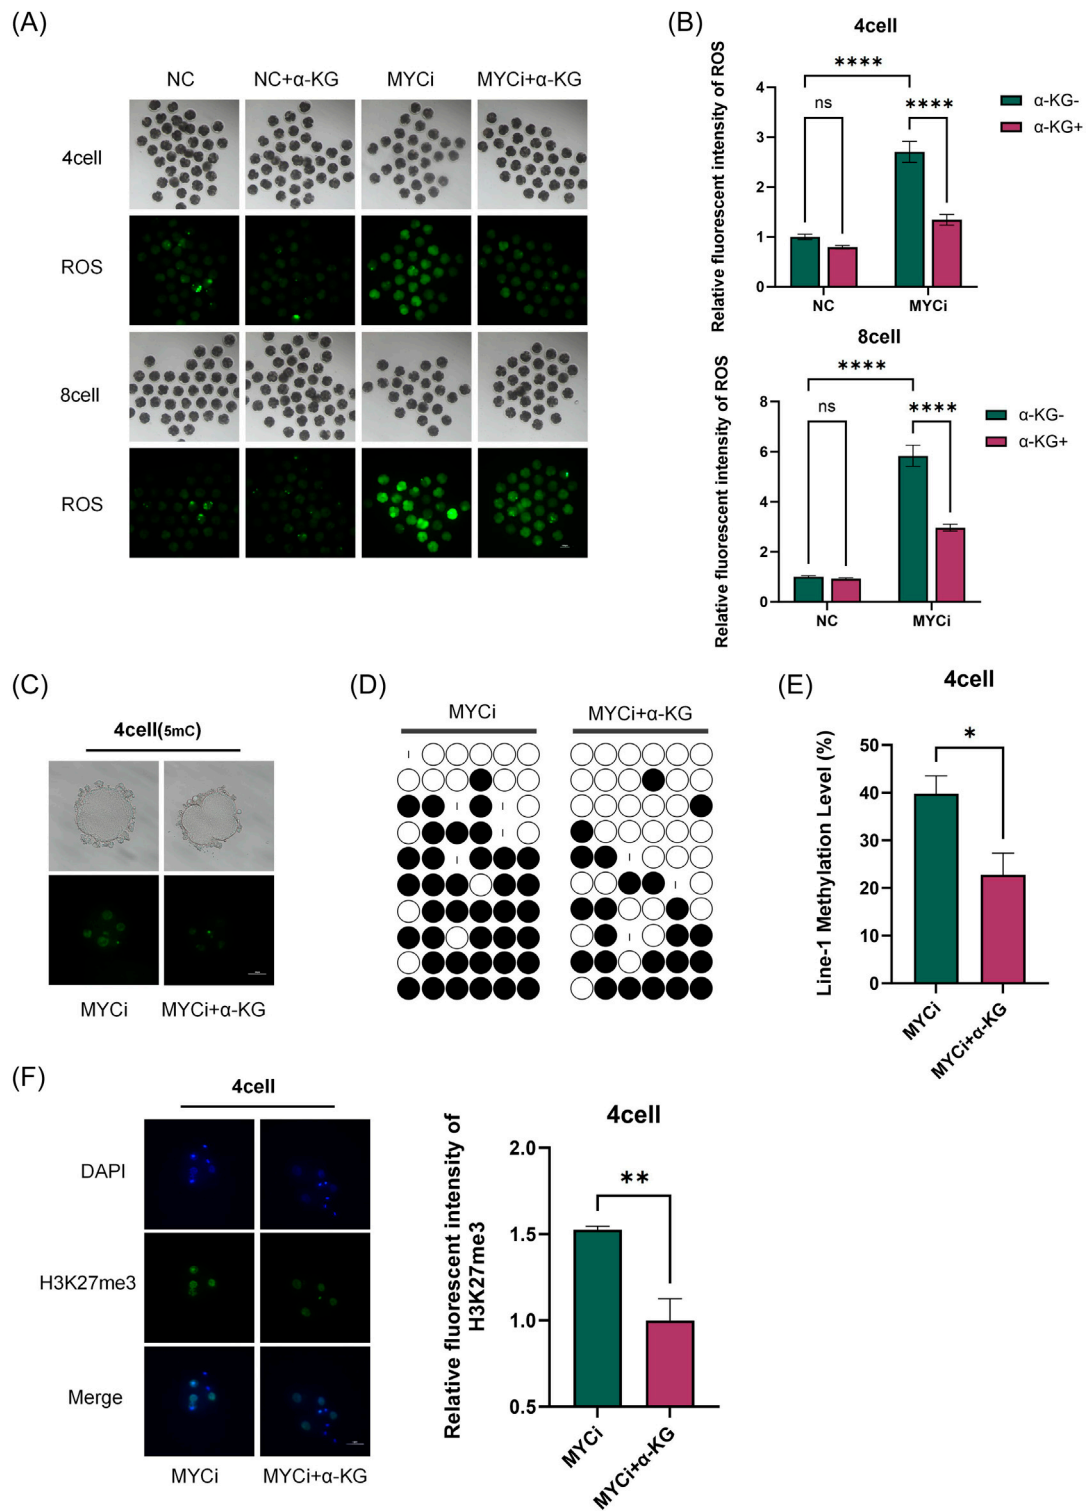 (A)
NC NC+α-KG MYCi MYCi+α-KG
4cell
ROS
8cell
ROS
(B)
4cell
Relative fluorescent intensity of ROS
4
3
2
1
0
ns
****
****
NC MYCi
α-KG-
α-KG+
8cell
Relative fluorescent intensity of ROS
8
6
4
2
0
ns
****
****
NC MYCi
α-KG-
α-KG+
(C)
4cell(5mC)
MYCi MYCi+α-KG
(D)
MYCi MYCi+α-KG
(E)
4cell
Line-1 Methylation Level (%)
50
40
30
20
10
0
*
MYCi
MYCi+α-KG
(F)
4cell
DAPI
H3K27me3
Merge
MYCi MYCi+α-KG
4cell
Relative fluorescent intensity of
H3K27me3
2.0
1.5
1.0
0.5
**
MYCi
MYCi+α-KG